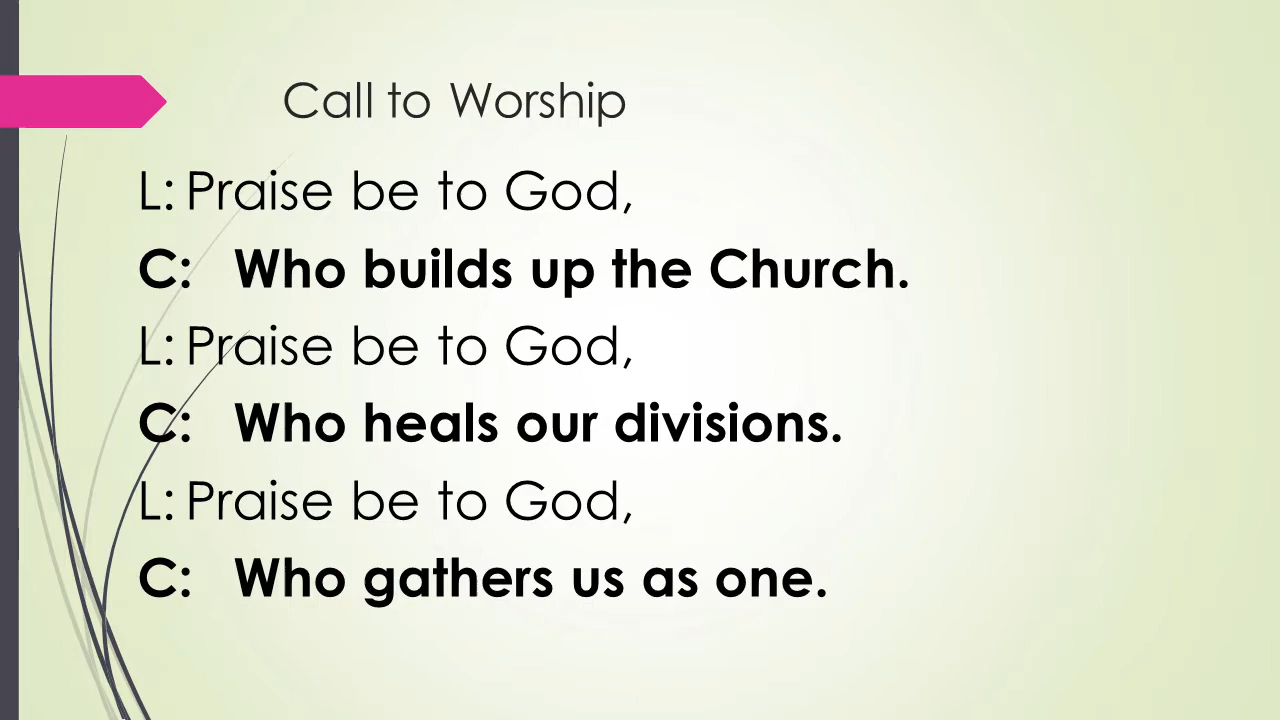 Call to Worship
L: Praise be to God,
C: Who builds up the Church.
L: Praise be to God,
C: Who heals our divisions.
L: Praise be to God,
C: Who gathers us as one.